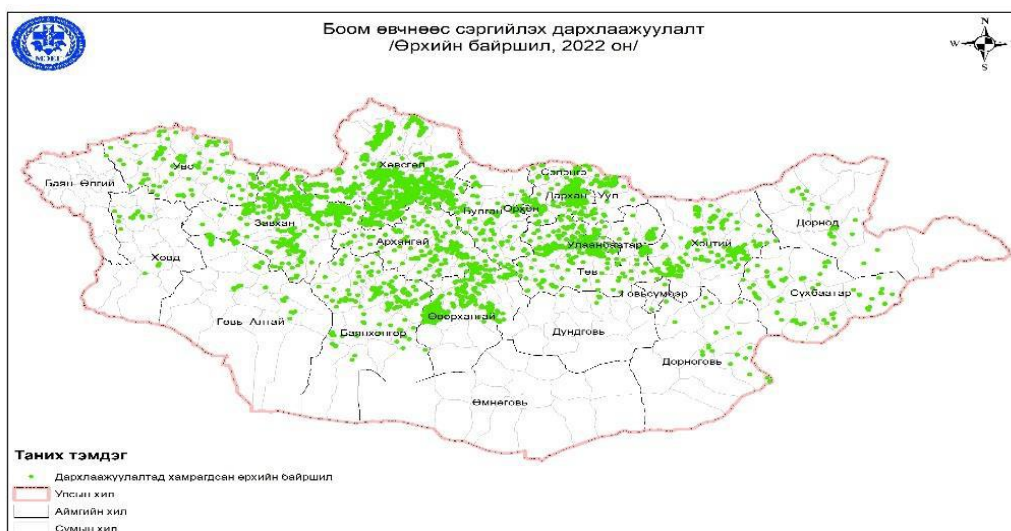 Боом өвчнөөс сэргийлэх дархлаажуулалт
/Өрхийн байршил, 2022 он/
N
W
S
Хөвсгөл
Увс
Сэлэнгэ
Баян Өлгий
Дархан Уул
Орхон
Булган
Завхан
Дорнод
Архангай
Улаанбаатар
Хэнтий
Ховд
Төв
Говьсүмбэр
Сүхбаатар
Говь Алтай
Өвөрхангай
Баянхонгор
Дундговь
Дорноговь
Өмнөговь
Таних тэмдэг
Дархлаажуулалтад хамрагдсан өрхийн байршил
Улсын хил
Аймгийн хил
Сумын хил